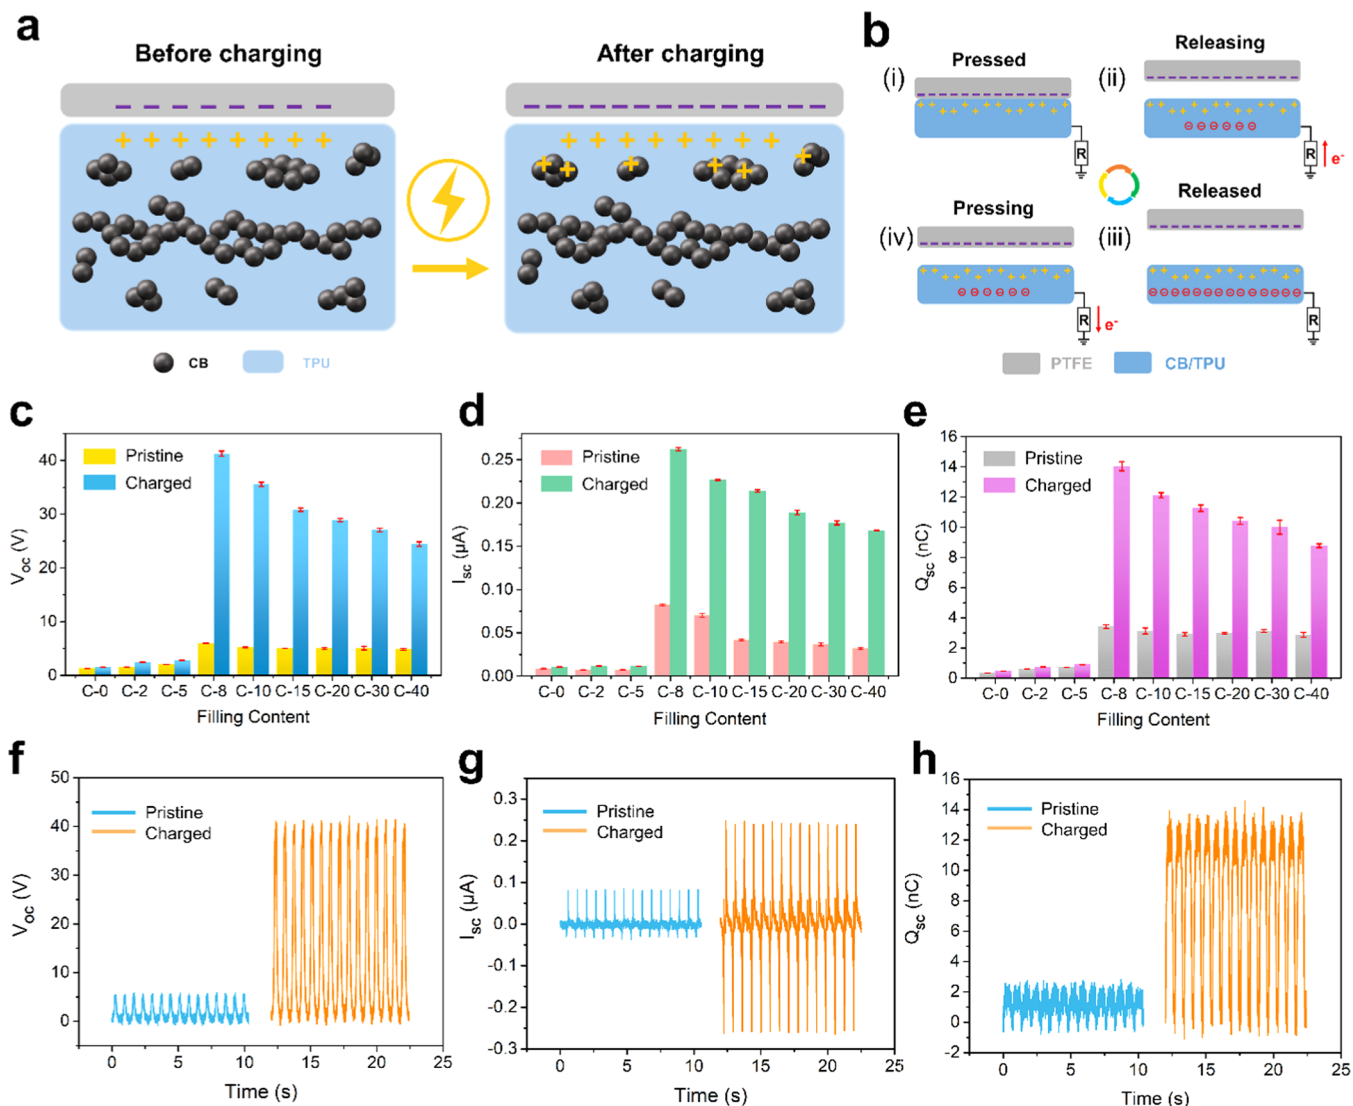 a
Before charging
After charging
CB
TPU
b
Pressed
Releasing
(i)
(ii)
R
R
e-
Pressing
Released
(iv)
(iii)
R
e-
R
PTFE
CB/TPU
c
Voc (V)
40
30
20
10
0
Pristine
Charged
C-0 C-2 C-5 C-8 C-10 C-15 C-20 C-30 C-40
Filling Content
d
Isc (μA)
0.25
0.20
0.15
0.10
0.05
0.00
Pristine
Charged
C-0 C-2 C-5 C-8 C-10 C-15 C-20 C-30 C-40
Filling Content
e
Qsc (nC)
16
14
12
10
8
6
4
2
0
Pristine
Charged
C-0 C-2 C-5 C-8 C-10 C-15 C-20 C-30 C-40
Filling Content
f
Voc (V)
50
40
30
20
10
0
Pristine
Charged
0 5 10 15 20 25
Time (s)
g
Isc (μA)
0.3
0.2
0.1
0.0
-0.1
-0.2
-0.3
Pristine
Charged
0 5 10 15 20 25
Time (s)
h
Qsc (nC)
16
14
12
10
8
6
4
2
0
-2
Pristine
Charged
0 5 10 15 20 25
Time (s)